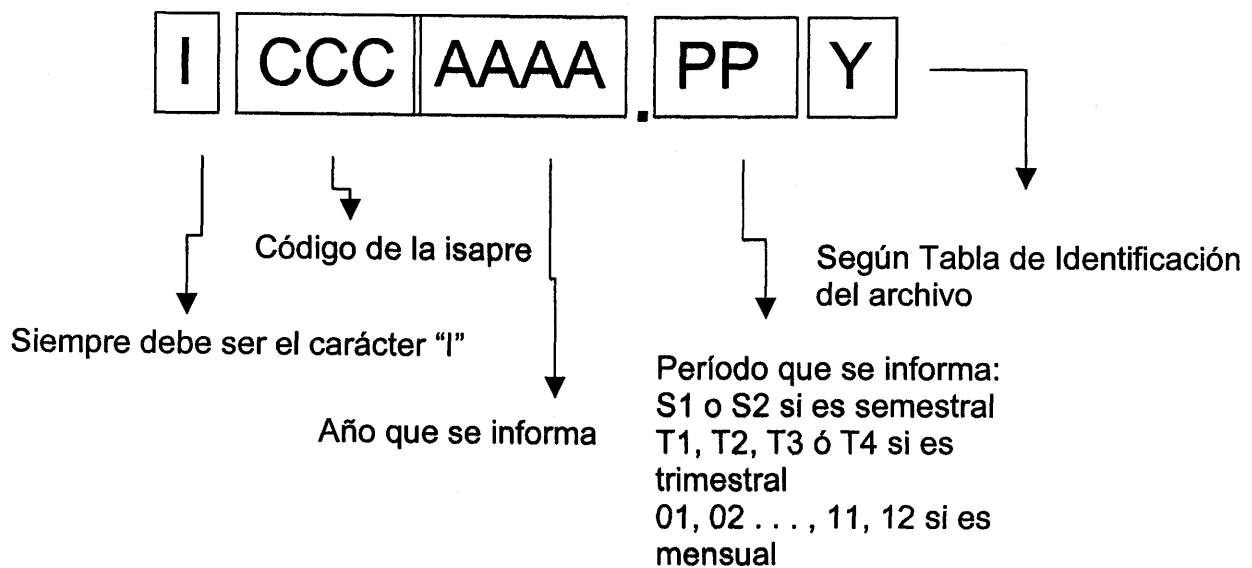 I CCC AAAA . PP Y
Código de la isapre
Siempre debe ser el carácter “I”
Año que se informa
Según Tabla de Identificación
del archivo
Período que se informa:
S1 o S2 si es semestral
T1, T2, T3 ó T4 si es
trimestral
01, 02 . . . , 11, 12 si es
mensual